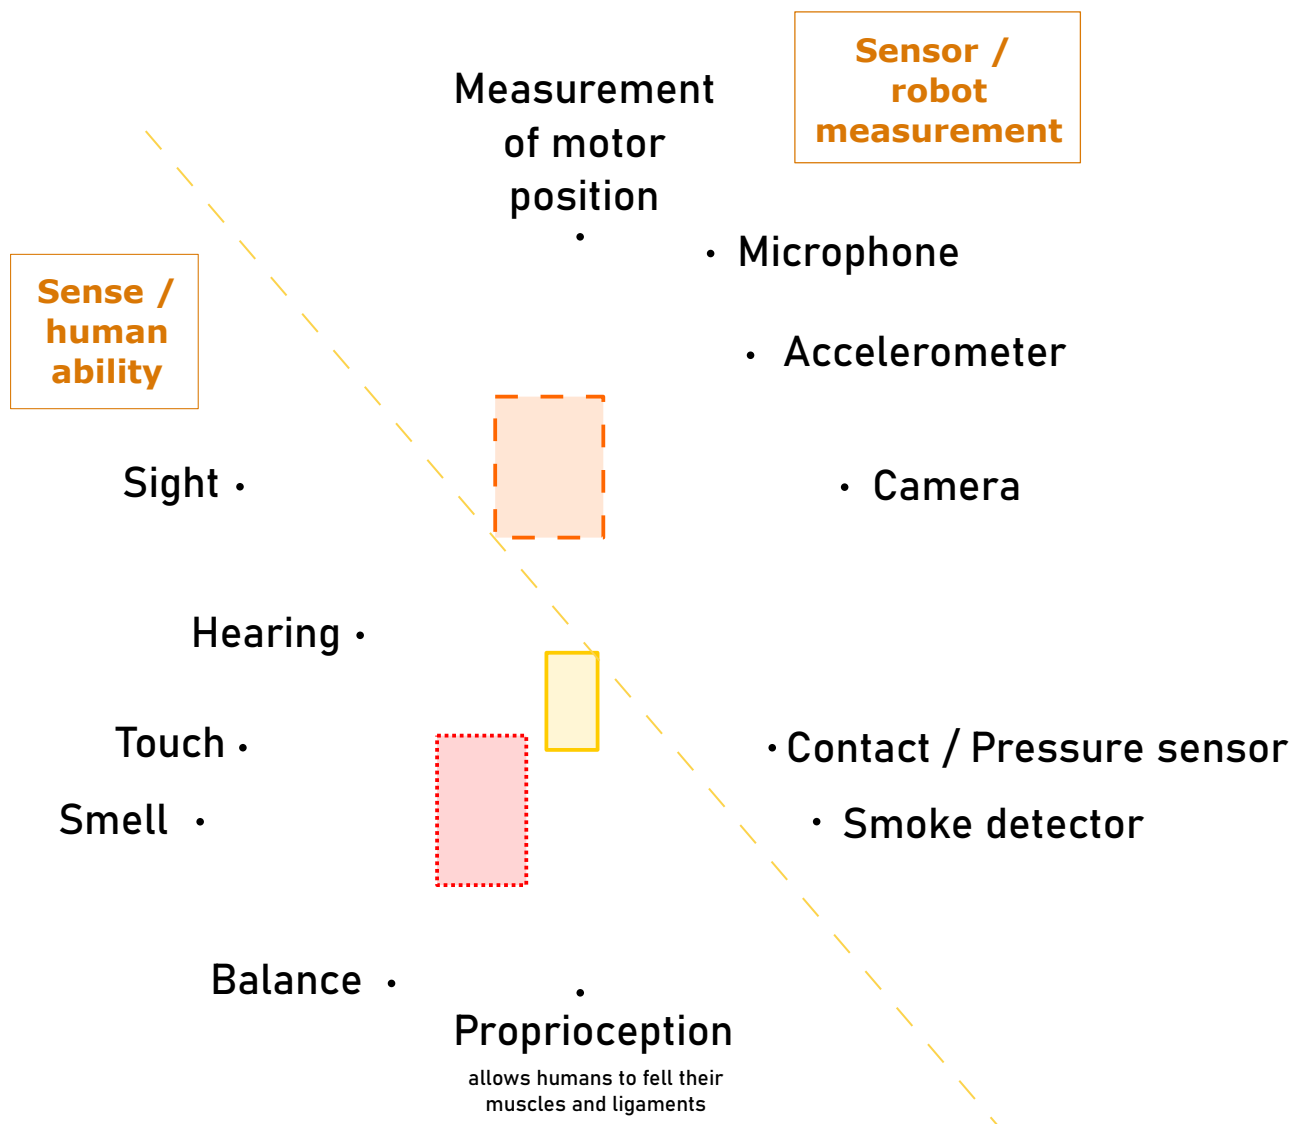 Sensor /
robot
measurement
Measurement
of motor
position
Microphone
Sense /
human
ability
Accelerometer
Sight
Camera
Hearing
Touch
Contact / Pressure sensor
Smell
Smoke detector
Balance
Proprioception
allows humans to fell their
muscles and ligaments